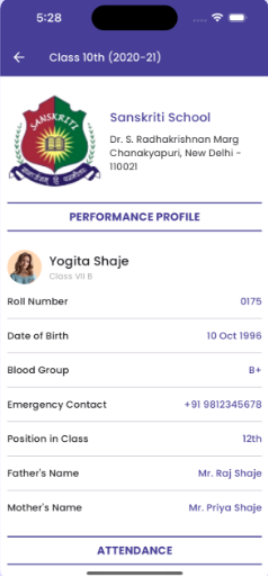 5:28
Class 10th (2020-21)
SANSKRITI
Sanskriti School
Dr. S. Radhakrishnan Marg
Chanakyapuri, New Delhi -
110021
PERFORMANCE PROFILE
Yogita Shaje
Class VII B
Roll Number 0175
Date of Birth 10 Oct 1996
Blood Group B+
Emergency Contact +91 9812345678
Position in Class 12th
Father's Name Mr. Raj Shaje
Mother's Name Mr. Priya Shaje
ATTENDANCE